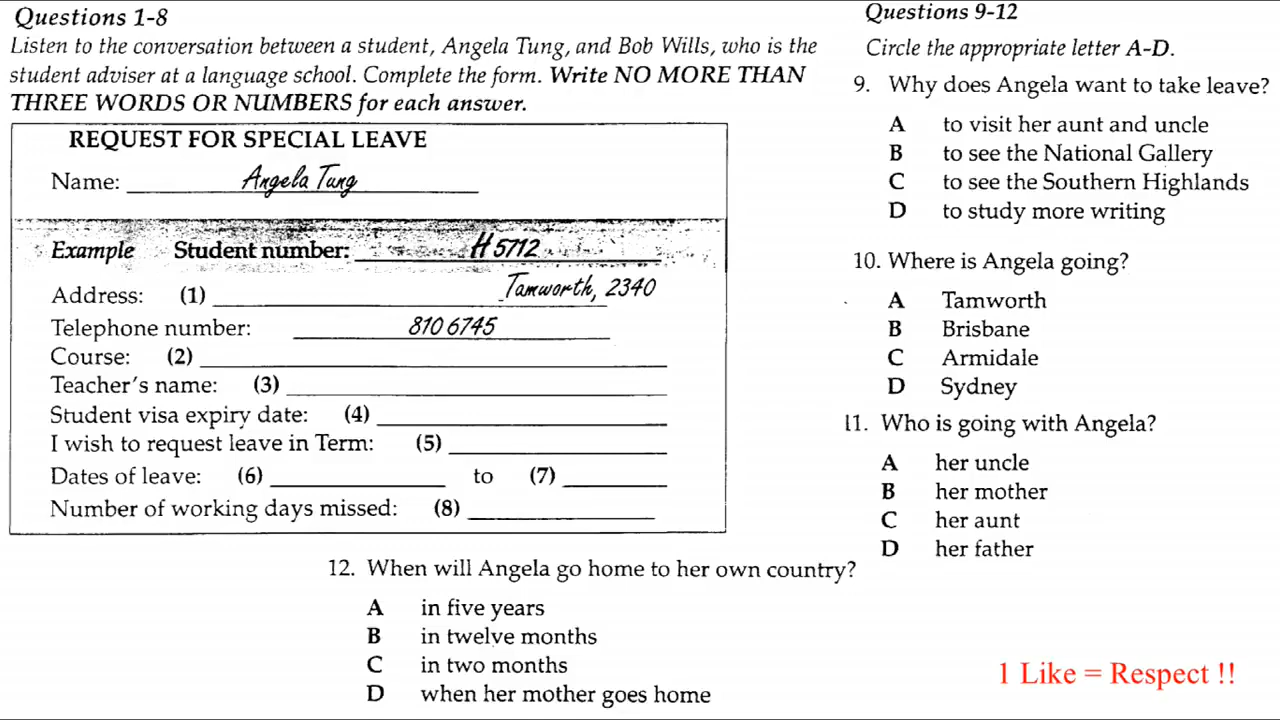 Questions 1-8
Listen to the conversation between a student, Angela Tung, and Bob Wills, who is the
student adviser at a language school. Complete the form. Write NO MORE THAN
THREE WORDS OR NUMBERS for each answer.
REQUEST FOR SPECIAL LEAVE
Name: Angela Tung
Example Student number: H5712
Address: (1) Tamworth, 2340
Telephone number: 810 6745
Course: (2)
Teacher's name: (3)
Student visa expiry date: (4)
I wish to request leave in Term: (5)
Dates of leave: (6) to (7)
Number of working days missed: (8)
Questions 9-12
Circle the appropriate letter A-D.
9. Why does Angela want to take leave?
A to visit her aunt and uncle
B to see the National Gallery
C to see the Southern Highlands
D to study more writing
10. Where is Angela going?
A Tamworth
B Brisbane
C Armidale
D Sydney
11. Who is going with Angela?
A her uncle
B her mother
C her aunt
D her father
12. When will Angela go home to her own country?
A in five years
B in twelve months
C in two months
D when her mother goes home
1 Like = Respect !!